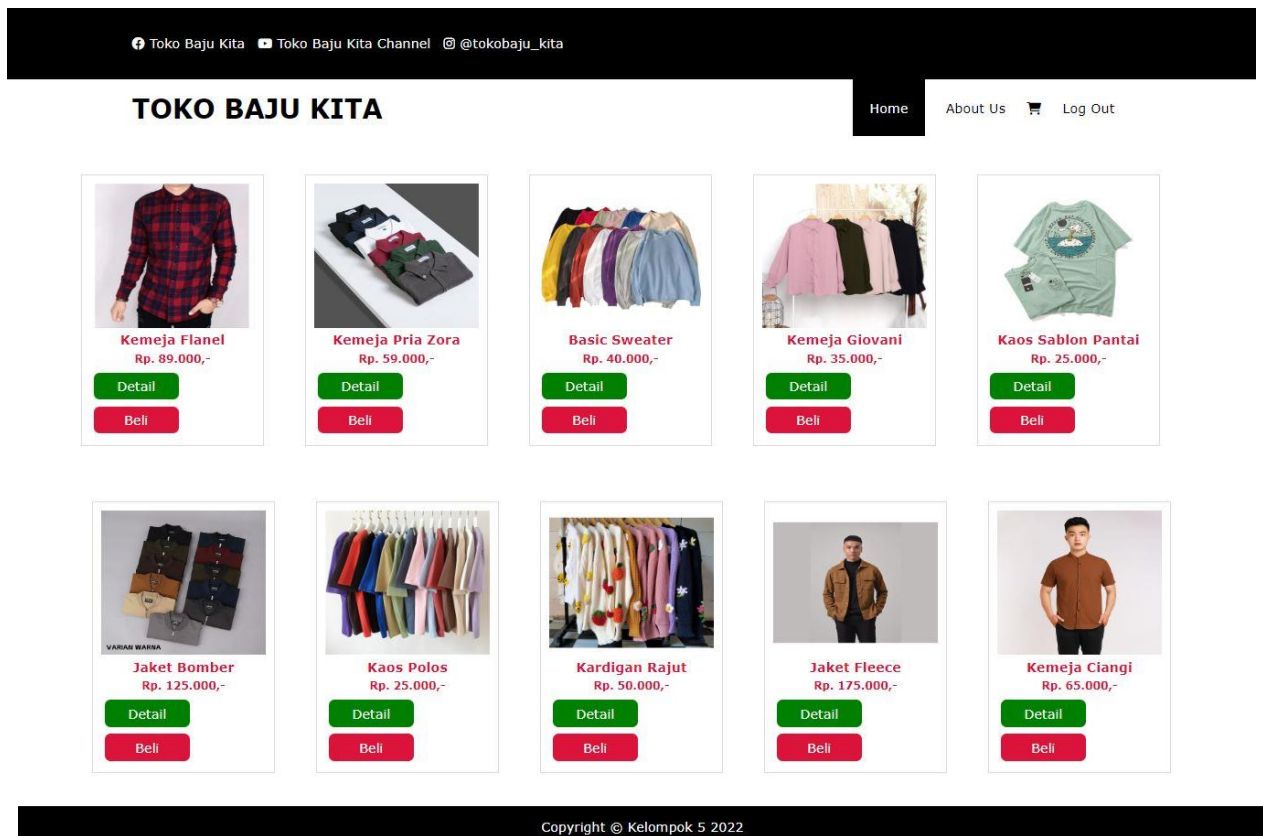 Toko Baju Kita Toko Baju Kita Channel @tokobaju_kita
TOKO BAJU KITA Home About Us Log Out
Kemeja Flanel
Rp. 89.000,-
Detail
Beli
Kemeja Pria Zora
Rp. 59.000,-
Detail
Beli
Basic Sweater
Rp. 40.000,-
Detail
Beli
Kemeja Giovani
Rp. 35.000,-
Detail
Beli
Kaos Sablon Pantai
Rp. 25.000,-
Detail
Beli
VARIAN WARNA
Jaket Bomber
Rp. 125.000,-
Detail
Beli
Kaos Polos
Rp. 25.000,-
Detail
Beli
Kardigan Rajut
Rp. 50.000,-
Detail
Beli
Jaket Fleece
Rp. 175.000,-
Detail
Beli
Kemeja Ciangi
Rp. 65.000,-
Detail
Beli
Copyright © Kelompok 5 2022